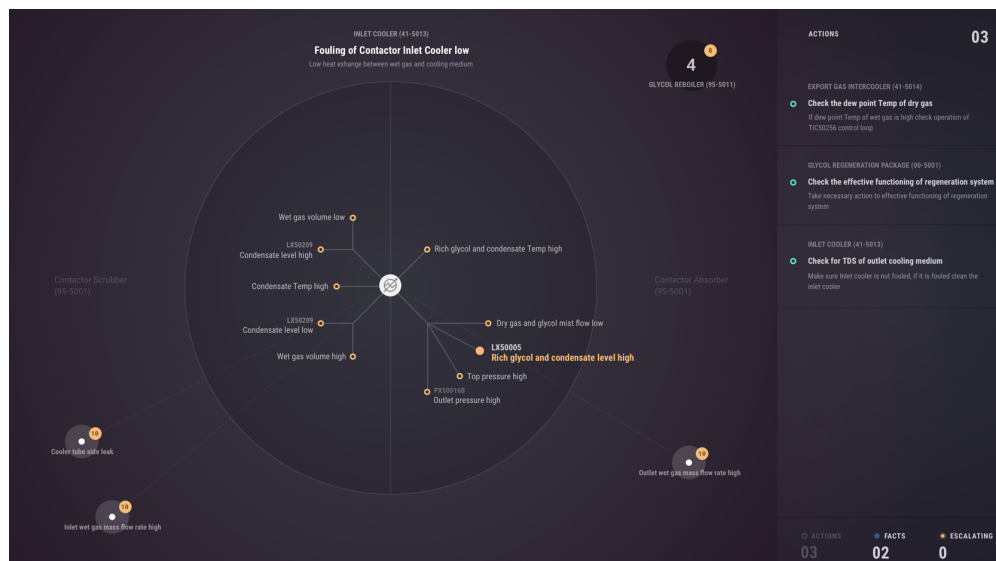 INLET COOLER (41-5013)
Fouling of Contactor Inlet Cooler low
Low heat exhange between wet gas and cooling medium
8
4
GLYCOL REBOILER (95-5011)
Wet gas volume low
LX50209
Condensate level high
Rich glycol and condensate Temp high
Contactor Scrubber
(95-5001)
Condensate Temp high
Contactor Absorber
(95-5001)
LX50209
Condensate level low
Dry gas and glycol mist flow low
Wet gas volume high
LX50005
Rich glycol and condensate level high
Top pressure high
PX50016B
Outlet pressure high
10
Cooler tube side leak
10
Outlet wet gas mass flow rate high
10
Inlet wet gas mass flow rate high
ACTIONS
03
EXPORT GAS INTERCOOLER (41-5014)
Check the dew point Temp of dry gas
If dew point Temp of wet gas is high check operation of
TIC50256 control loop
GLYCOL REGENERATION PACKAGE (00-5001)
Check the effective functioning of regeneration system
Take necessary action to effective functioning of regeneration
system
INLET COOLER (41-5013)
Check for TDS of outlet cooling medium
Make sure Inlet cooler is not fouled, if it is fouled clean the
inlet cooler
ACTIONS
03
FACTS
02
ESCALATING
0